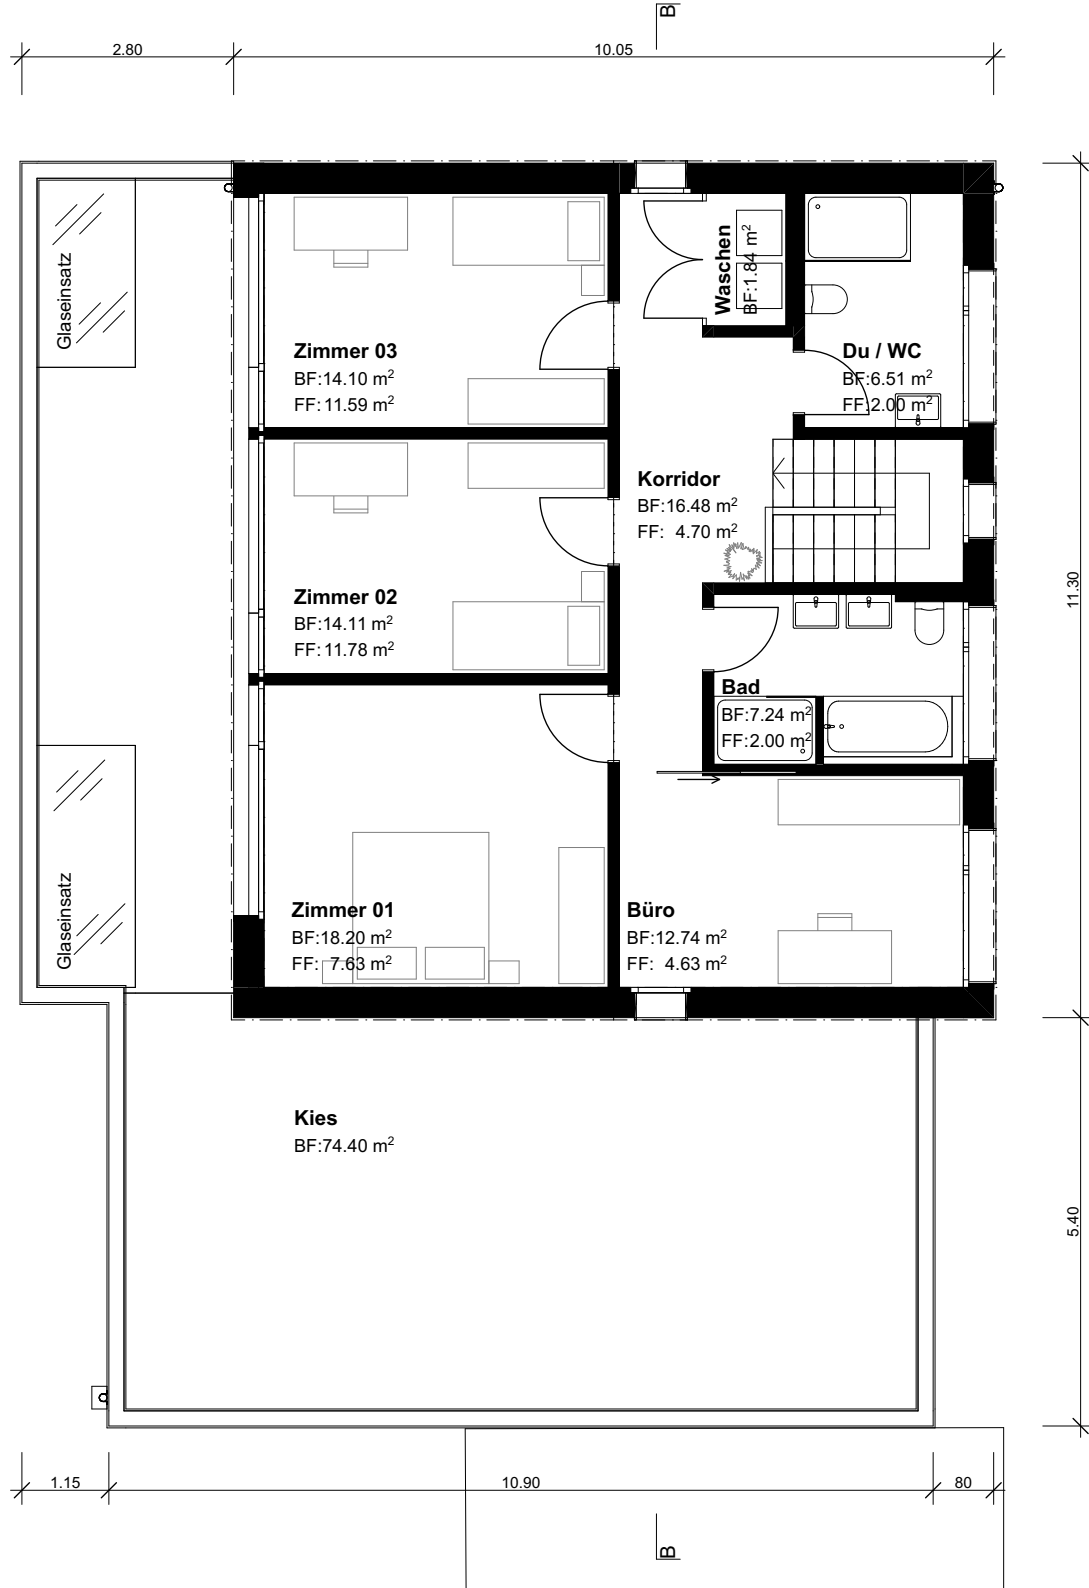 B
2.80
10.05
Glaseinsatz
Waschen
BF:1.84 m²
Zimmer 03
BF:14.10 m²
FF: 11.59 m²
Du / WC
BF:6.51 m²
FF:2.00 m²
Korridor
BF:16.48 m²
FF: 4.70 m²
Zimmer 02
BF:14.11 m²
FF: 11.78 m²
11.30
Bad
BF:7.24 m²
FF:2.00 m²
Glaseinsatz
Zimmer 01
BF:18.20 m²
FF: 7.63 m²
Büro
BF:12.74 m²
FF: 4.63 m²
Kies
BF:74.40 m²
5.40
1.15
10.90
80
B